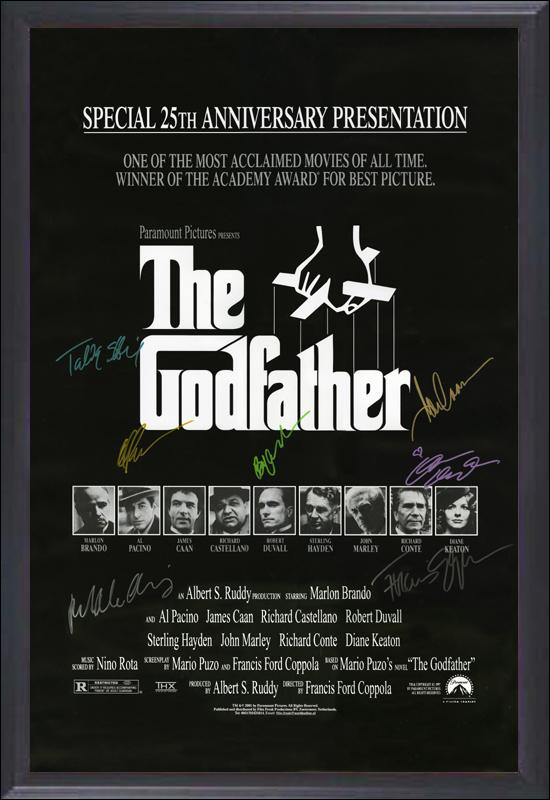 SPECIAL 25TH ANNIVERSARY PRESENTATION
ONE OF THE MOST ACCLAIMED MOVIES OF ALL TIME.
WINNER OF THE ACADEMY AWARD® FOR BEST PICTURE.
Paramount Pictures PRESENTS
The
Godfather
MARLON BRANDO
AL PACINO
JAMES CAAN
RICHARD CASTELLANO
ROBERT DUVALL
STERLING HAYDEN
JOHN MARLEY
RICHARD CONTE
DIANE KEATON
AN Albert S. Ruddy PRODUCTION STARRING Marlon Brando
AND Al Pacino James Caan Richard Castellano Robert Duvall
Sterling Hayden John Marley Richard Conte Diane Keaton
MUSIC SCORED BY Nino Rota SCREENPLAY BY Mario Puzo AND Francis Ford Coppola BASED ON Mario Puzo's NOVEL "The Godfather"
R RESTRICTED THX PRODUCED BY Albert S. Ruddy DIRECTED BY Francis Ford Coppola
Paramount